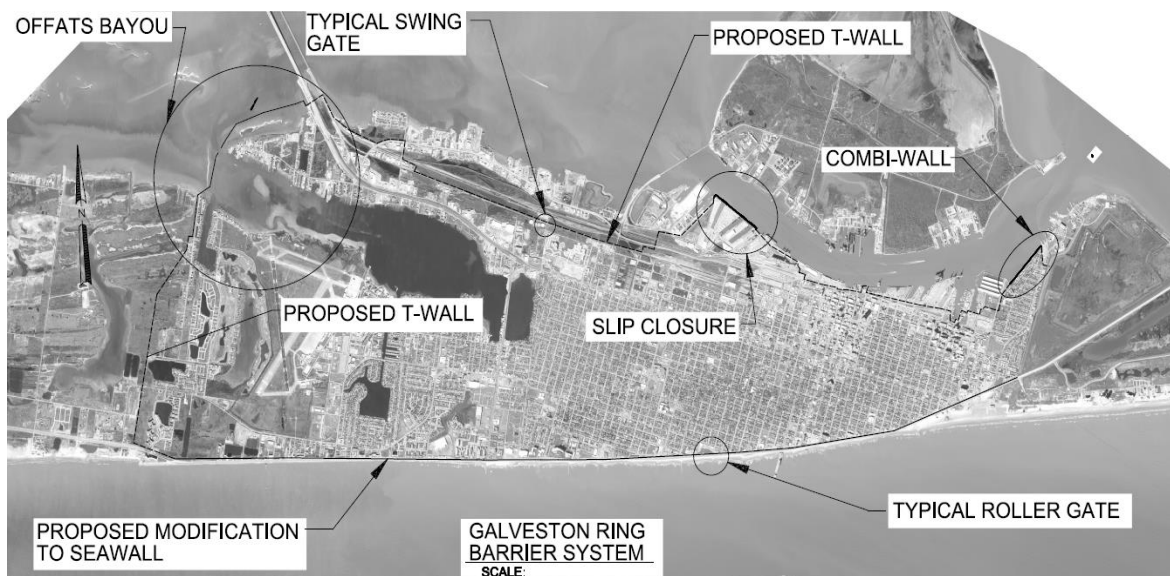 OFFATS BAYOU
TYPICAL SWING
GATE
PROPOSED T-WALL
COMBI-WALL
N
PROPOSED T-WALL
SLIP CLOSURE
PROPOSED MODIFICATION
TO SEAWALL
GALVESTON RING
BARRIER SYSTEM
SCALE:
TYPICAL ROLLER GATE